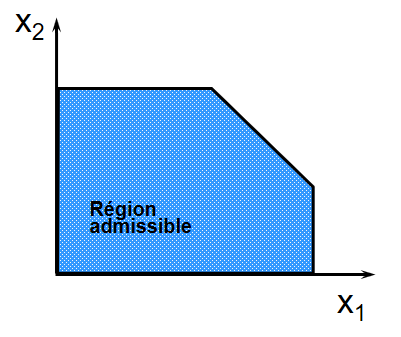 x₂
Région
admissible
x₁